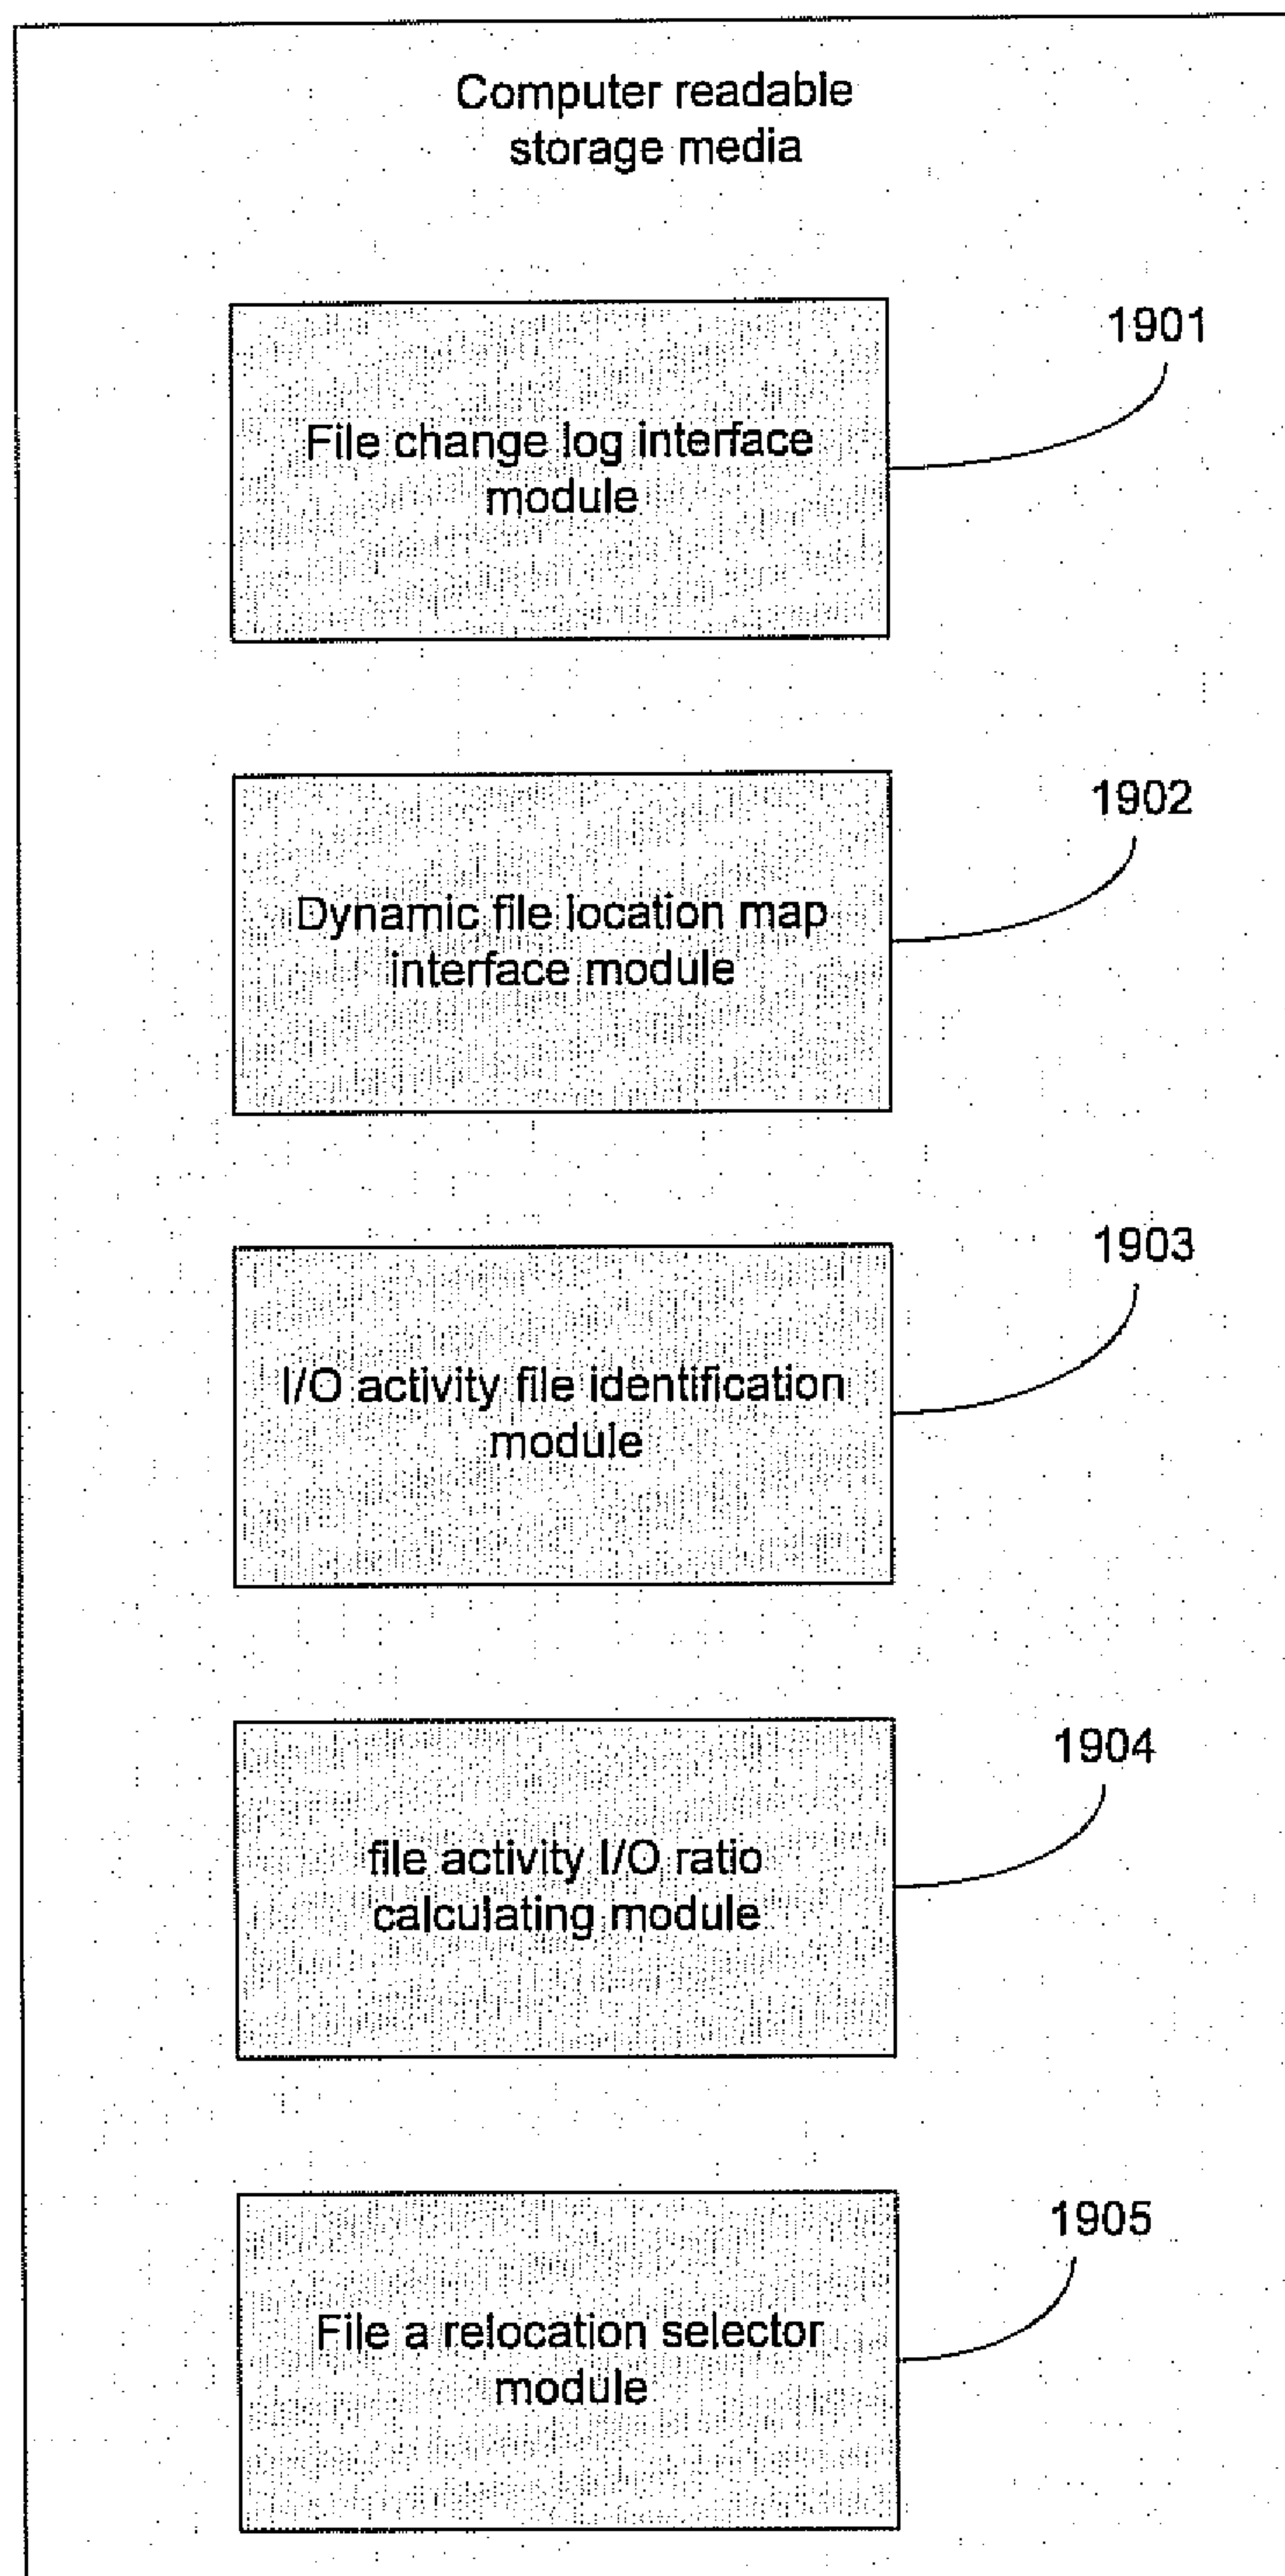 Computer readable
storage media
1901
File change log interface
module
1902
Dynamic file location map
interface module
1903
I/O activity file identification
module
1904
file activity I/O ratio
calculating module
1905
File a relocation selector
module